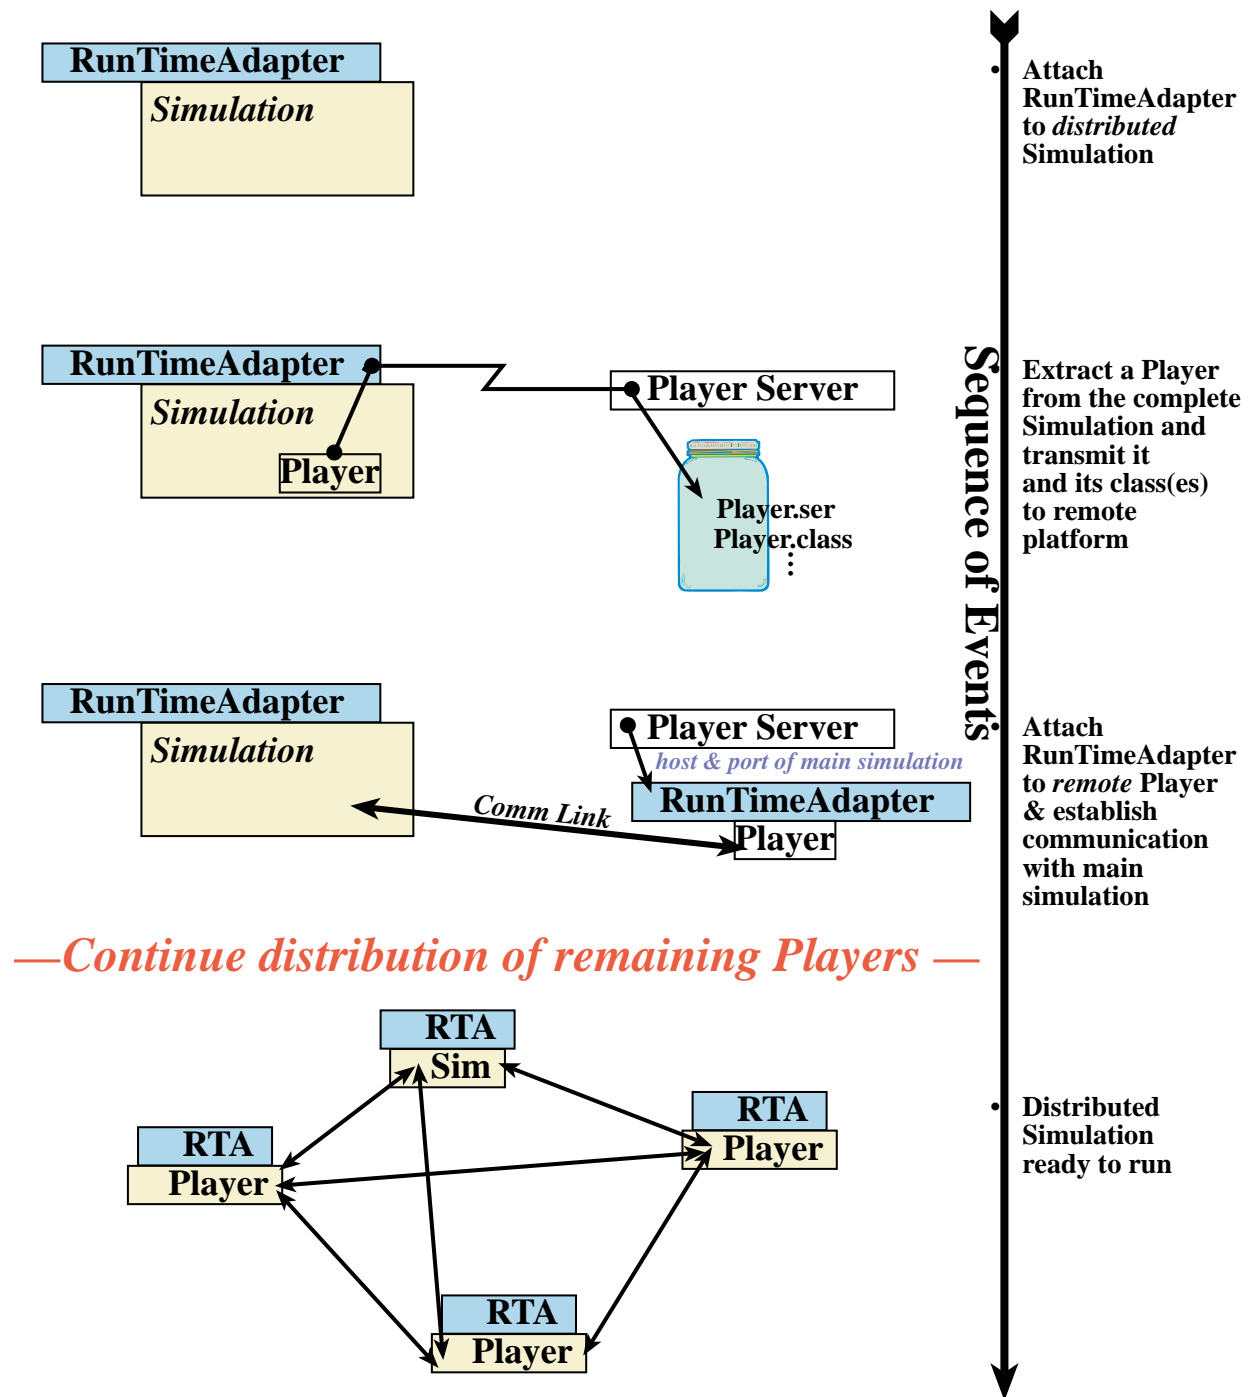 RunTimeAdapter
Simulation
• Attach
RunTimeAdapter
to distributed
Simulation
RunTimeAdapter
Simulation
Player
Player Server
Player.ser
Player.class
⋮
Sequence of Events
• Extract a Player
from the complete
Simulation and
transmit it
and its class(es)
to remote
platform
RunTimeAdapter
Simulation
Comm Link
Player Server
host & port of main simulation
RunTimeAdapter
Player
• Attach
RunTimeAdapter
to remote Player
& establish
communication
with main
simulation
—Continue distribution of remaining Players —
RTA
Sim
RTA
Player
RTA
Player
RTA
Player
• Distributed
Simulation
ready to run